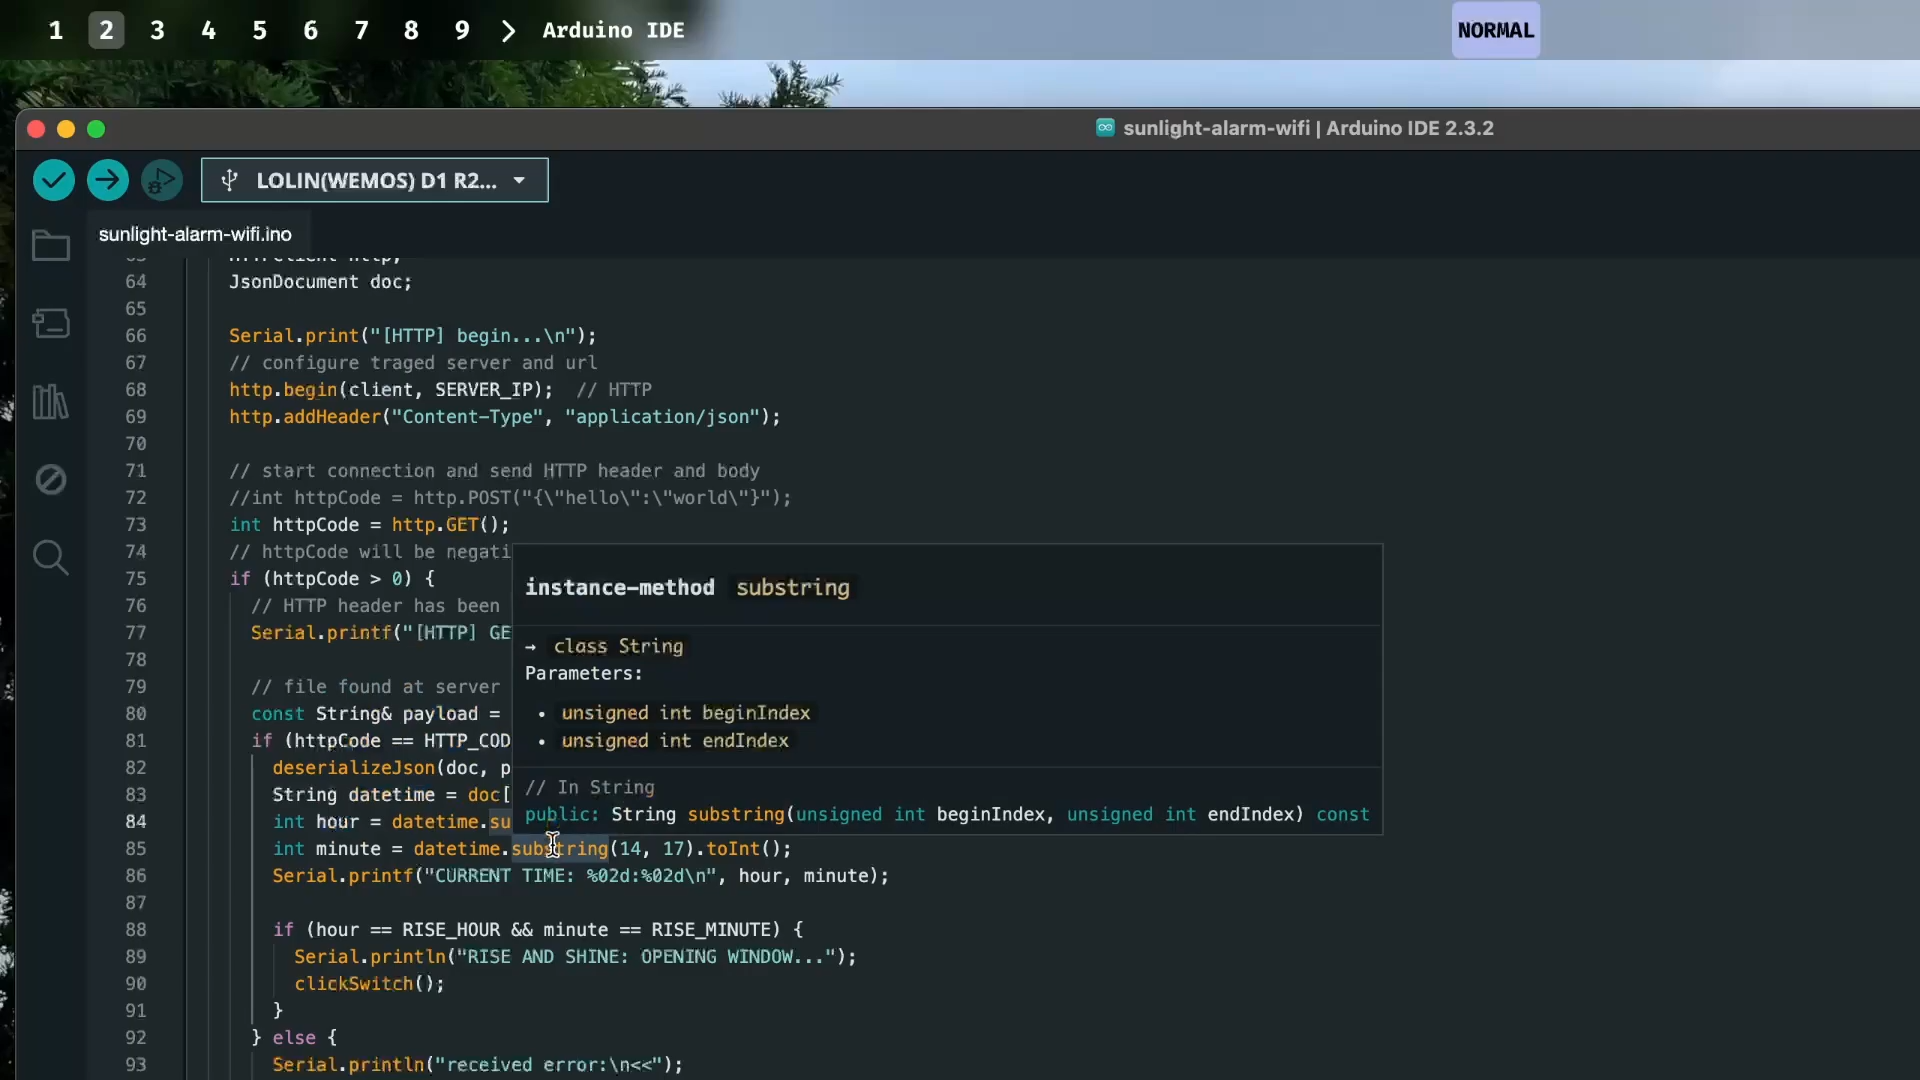 1 2 3 4 5 6 7 8 9 > Arduino IDE
NORMAL
sunlight-alarm-wifi | Arduino IDE 2.3.2
LOLIN(WEMOS) D1 R2...
sunlight-alarm-wifi.ino
64 JsonDocument doc;
65
66 Serial.print("[HTTP] begin...\n");
67 // configure traged server and url
68 http.begin(client, SERVER_IP);  // HTTP
69 http.addHeader("Content-Type", "application/json");
70
71 // start connection and send HTTP header and body
72 //int httpCode = http.POST("{\"hello\":\"world\"}");
73 int httpCode = http.GET();
74 // httpCode will be negati
75 if (httpCode > 0) {
76 // HTTP header has been
77 Serial.printf("[HTTP] GE
78
79 // file found at server
80 const String& payload =
81 if (httpCode == HTTP_COD
82 deserializeJson(doc, p
83 String datetime = doc[
84 int hour = datetime.su
instance-method substring
→ class String
Parameters:
• unsigned int beginIndex
• unsigned int endIndex
// In String
public: String substring(unsigned int beginIndex, unsigned int endIndex) const
85 int minute = datetime.substring(14, 17).toInt();
86 Serial.printf("CURRENT TIME: %02d:%02d\n", hour, minute);
87
88 if (hour == RISE_HOUR && minute == RISE_MINUTE) {
89 Serial.println("RISE AND SHINE: OPENING WINDOW...");
90 clickSwitch();
91 }
92 } else {
93 Serial.println("received error:\n<<");